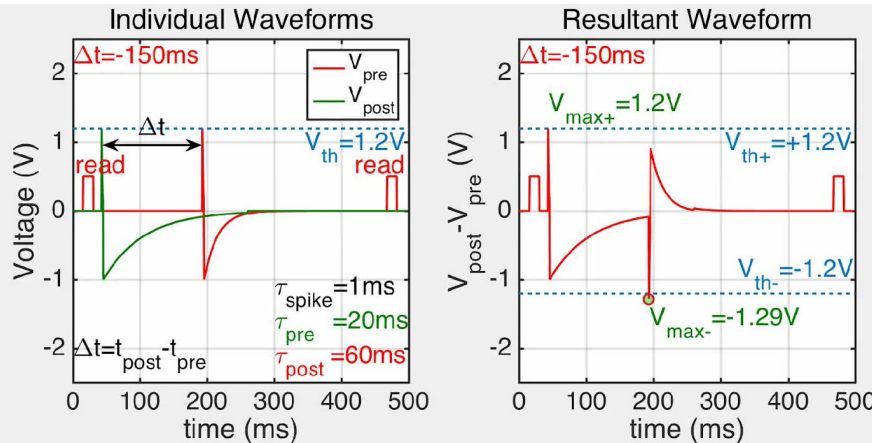 Individual Waveforms
Δt=-150ms
V_pre
V_post
Δt
V_th=1.2V
read
read
τ_spike=1ms
τ_pre=20ms
τ_post=60ms
Δt=t_post-t_pre
Voltage (V)
2
1
0
-1
-2
0 100 200 300 400 500
time (ms)
Resultant Waveform
Δt=-150ms
V_max+=1.2V
V_th+=+1.2V
V_th-=-1.2V
V_max-=-1.29V
V_post-V_pre (V)
2
1
0
-1
-2
0 100 200 300 400 500
time (ms)